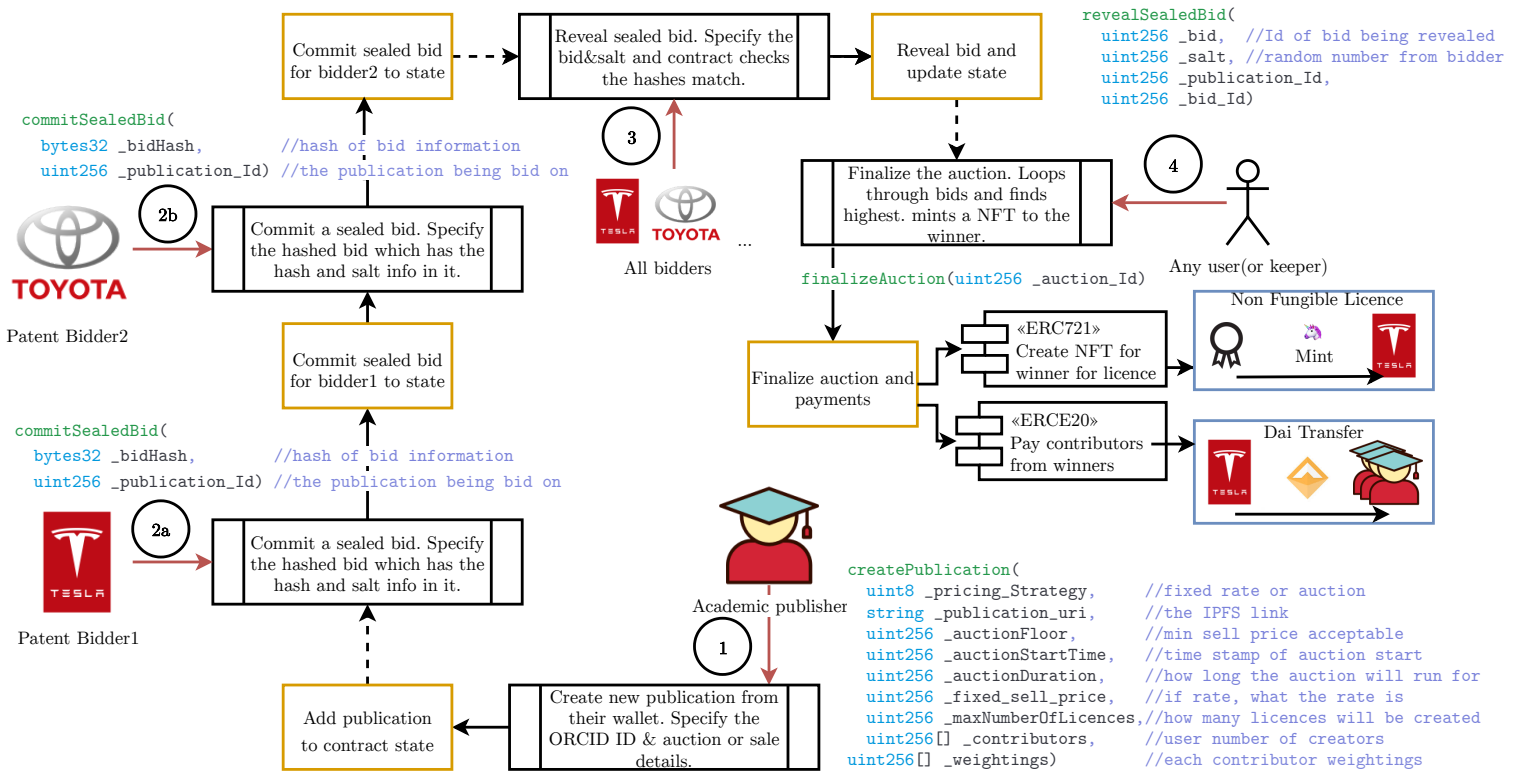 Commit sealed bid
for bidder2 to state
Reveal sealed bid. Specify the
bid&salt and contract checks
the hashes match.
Reveal bid and
update state
revealSealedBid(
uint256 _bid, //Id of bid being revealed
uint256 _salt, //random number from bidder
uint256 _publication_Id,
uint256 _bid_Id)
commitSealedBid(
bytes32 _bidHash, //hash of bid information
uint256 _publication_Id) //the publication being bid on
3
4
2b
TOYOTA
Patent Bidder2
Commit a sealed bid. Specify
the hashed bid which has the
hash and salt info in it.
TESLA
TOYOTA
...
All bidders
Finalize the auction. Loops
through bids and finds
highest. mints a NFT to the
winner.
Any user(or keeper)
finalizeAuction(uint256 _auction_Id)
Commit sealed bid
for bidder1 to state
Finalize auction and
payments
«ERC721»
Create NFT for
winner for licence
Non Fungible Licence
Mint
TESLA
«ERCE20»
Pay contributors
from winners
Dai Transfer
TESLA
commitSealedBid(
bytes32 _bidHash, //hash of bid information
uint256 _publication_Id) //the publication being bid on
2a
TESLA
Patent Bidder1
Commit a sealed bid. Specify
the hashed bid which has the
hash and salt info in it.
Academic publisher
1
Create new publication from
their wallet. Specify the
ORCID ID & auction or sale
details.
Add publication
to contract state
createPublication(
uint8 _pricing_Strategy, //fixed rate or auction
string _publication_uri, //the IPFS link
uint256 _auctionFloor, //min sell price acceptable
uint256 _auctionStartTime, //time stamp of auction start
uint256 _auctionDuration, //how long the auction will run for
uint256 _fixed_sell_price, //if rate, what the rate is
uint256 _maxNumberOfLicences,//how many licences will be created
uint256[] _contributors, //user number of creators
uint256[] _weightings) //each contributor weightings